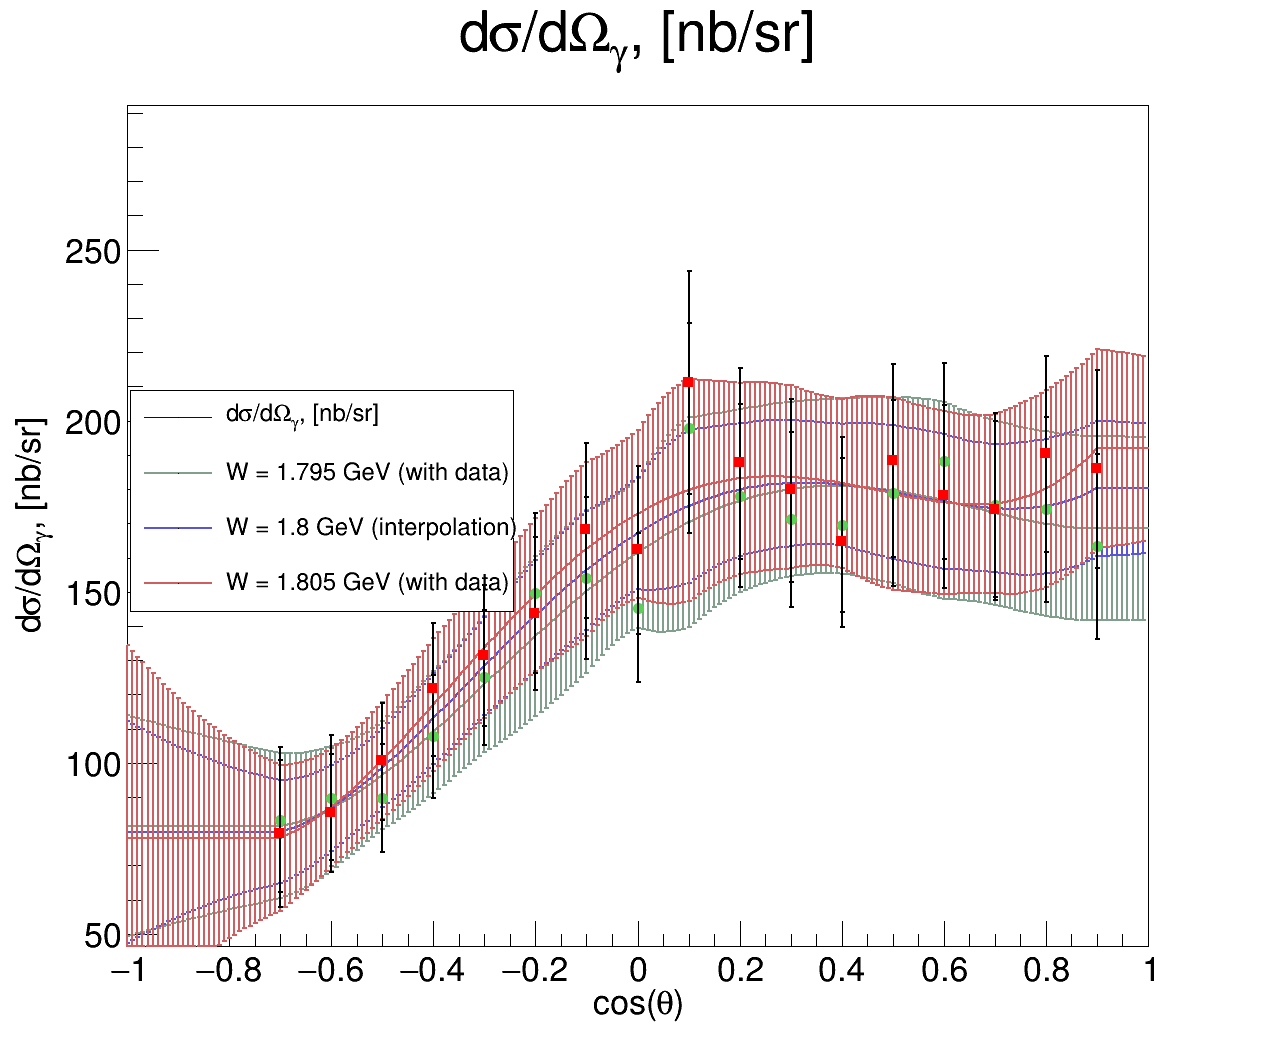 dσ/dΩγ, [nb/sr]
dσ/dΩγ, [nb/sr]
250
200
150
100
50
dσ/dΩγ, [nb/sr]
W = 1.795 GeV (with data)
W = 1.8 GeV (interpolation)
W = 1.805 GeV (with data)
−1 −0.8 −0.6 −0.4 −0.2 0 0.2 0.4 0.6 0.8 1
cos(θ)